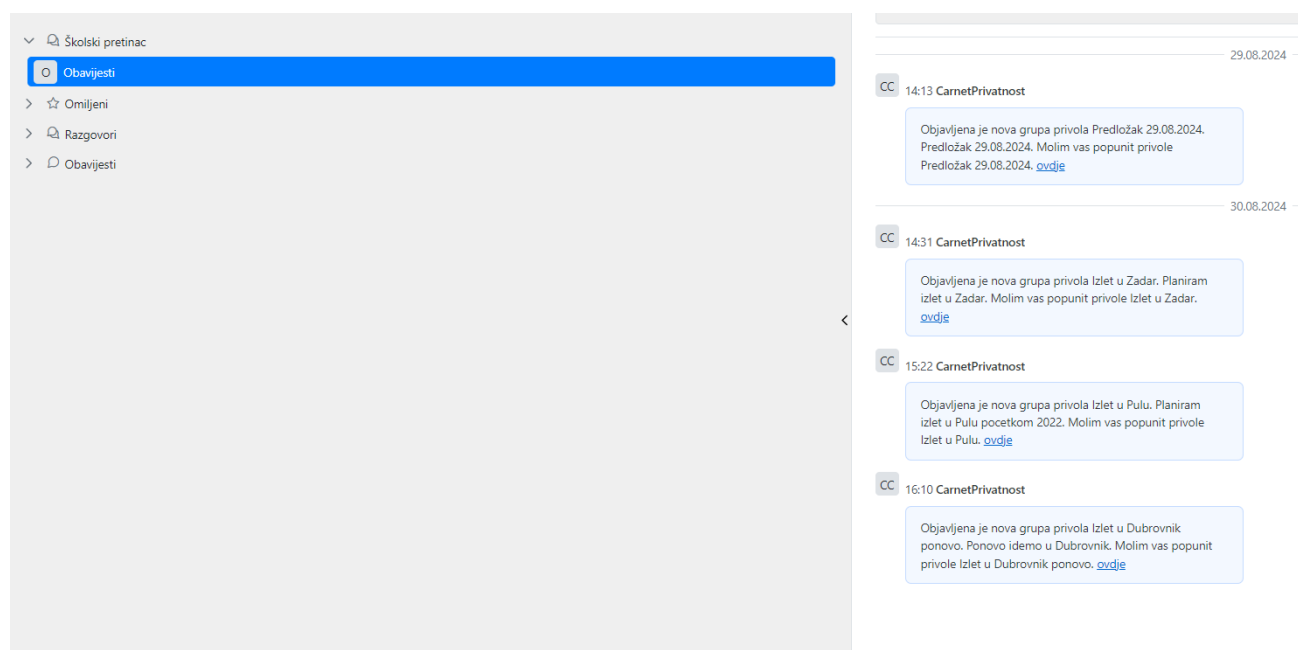 Školski pretinac
O Obavijesti
Omiljeni
Razgovori
Obavijesti
29.08.2024
CC 14:13 CarnetPrivatnost
Objavljena je nova grupa privola Predložak 29.08.2024.
Predložak 29.08.2024. Molim vas popunit privole
Predložak 29.08.2024. ovdje
30.08.2024
CC 14:31 CarnetPrivatnost
Objavljena je nova grupa privola Izlet u Zadar. Planiram
izlet u Zadar. Molim vas popunit privole Izlet u Zadar.
ovdje
CC 15:22 CarnetPrivatnost
Objavljena je nova grupa privola Izlet u Pulu. Planiram
izlet u Pulu pocetkom 2022. Molim vas popunit privole
Izlet u Pulu. ovdje
CC 16:10 CarnetPrivatnost
Objavljena je nova grupa privola Izlet u Dubrovnik
ponovo. Ponovo idemo u Dubrovnik. Molim vas popunit
privole Izlet u Dubrovnik ponovo. ovdje